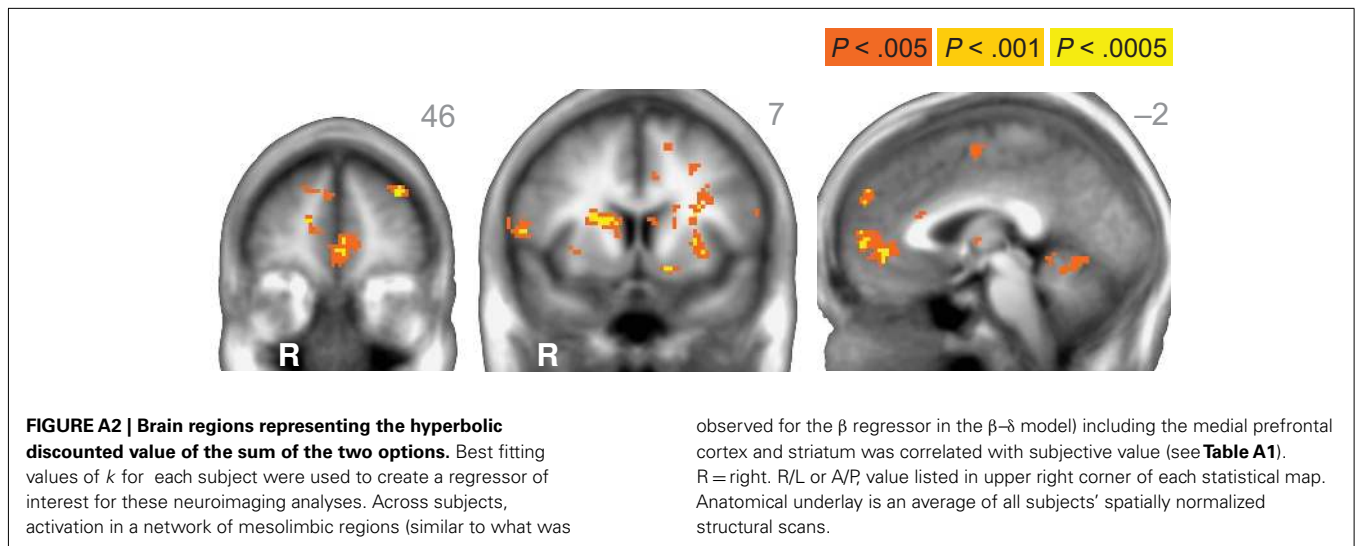 P < .005 P < .001 P < .0005
46
7
–2
R
R
FIGURE A2 | Brain regions representing the hyperbolic
discounted value of the sum of the two options. Best fitting
values of k for each subject were used to create a regressor of
interest for these neuroimaging analyses. Across subjects,
activation in a network of mesolimbic regions (similar to what was
observed for the β regressor in the β–δ model) including the medial prefrontal
cortex and striatum was correlated with subjective value (see Table A1).
R = right. R/L or A/P, value listed in upper right corner of each statistical map.
Anatomical underlay is an average of all subjects' spatially normalized
structural scans.